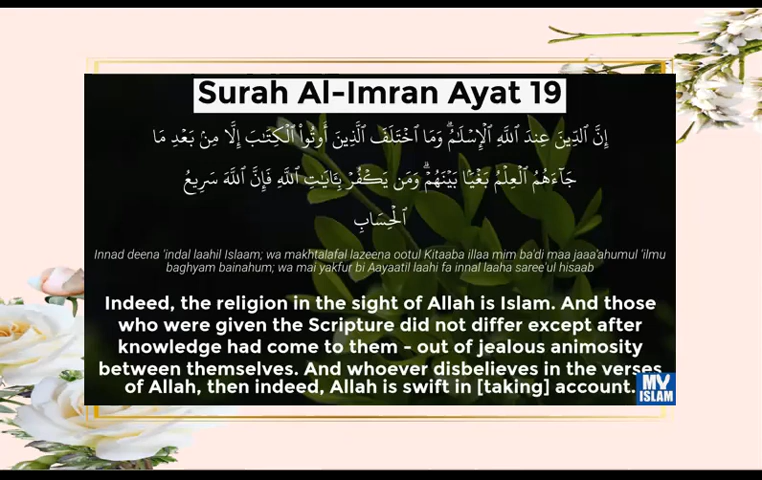 Surah Al-Imran Ayat 19
إِنَّ ٱلدِّينَ عِندَ ٱللَّهِ ٱلْإِسْلَـٰمُ ۗ وَمَا ٱخْتَلَفَ ٱلَّذِينَ أُوتُوا۟ ٱلْكِتَـٰبَ إِلَّا مِنۢ بَعْدِ مَا
جَآءَهُمُ ٱلْعِلْمُ بَغْيًۢا بَيْنَهُمْ ۗ وَمَن يَكْفُرْ بِـَٔايَـٰتِ ٱللَّهِ فَإِنَّ ٱللَّهَ سَرِيعُ
ٱلْحِسَابِ
Innad deena 'indal laahil Islaam; wa makhtalafal lazeena ootul Kitaaba illaa mim ba'di maa jaaa'ahumul 'ilmu
baghyam bainahum; wa mai yakfur bi Aayaatil laahi fa innal laaha saree'ul hisaab
Indeed, the religion in the sight of Allah is Islam. And those
who were given the Scripture did not differ except after
knowledge had come to them - out of jealous animosity
between themselves. And whoever disbelieves in the verses
of Allah, then indeed, Allah is swift in [taking] account.
MY
ISLAM